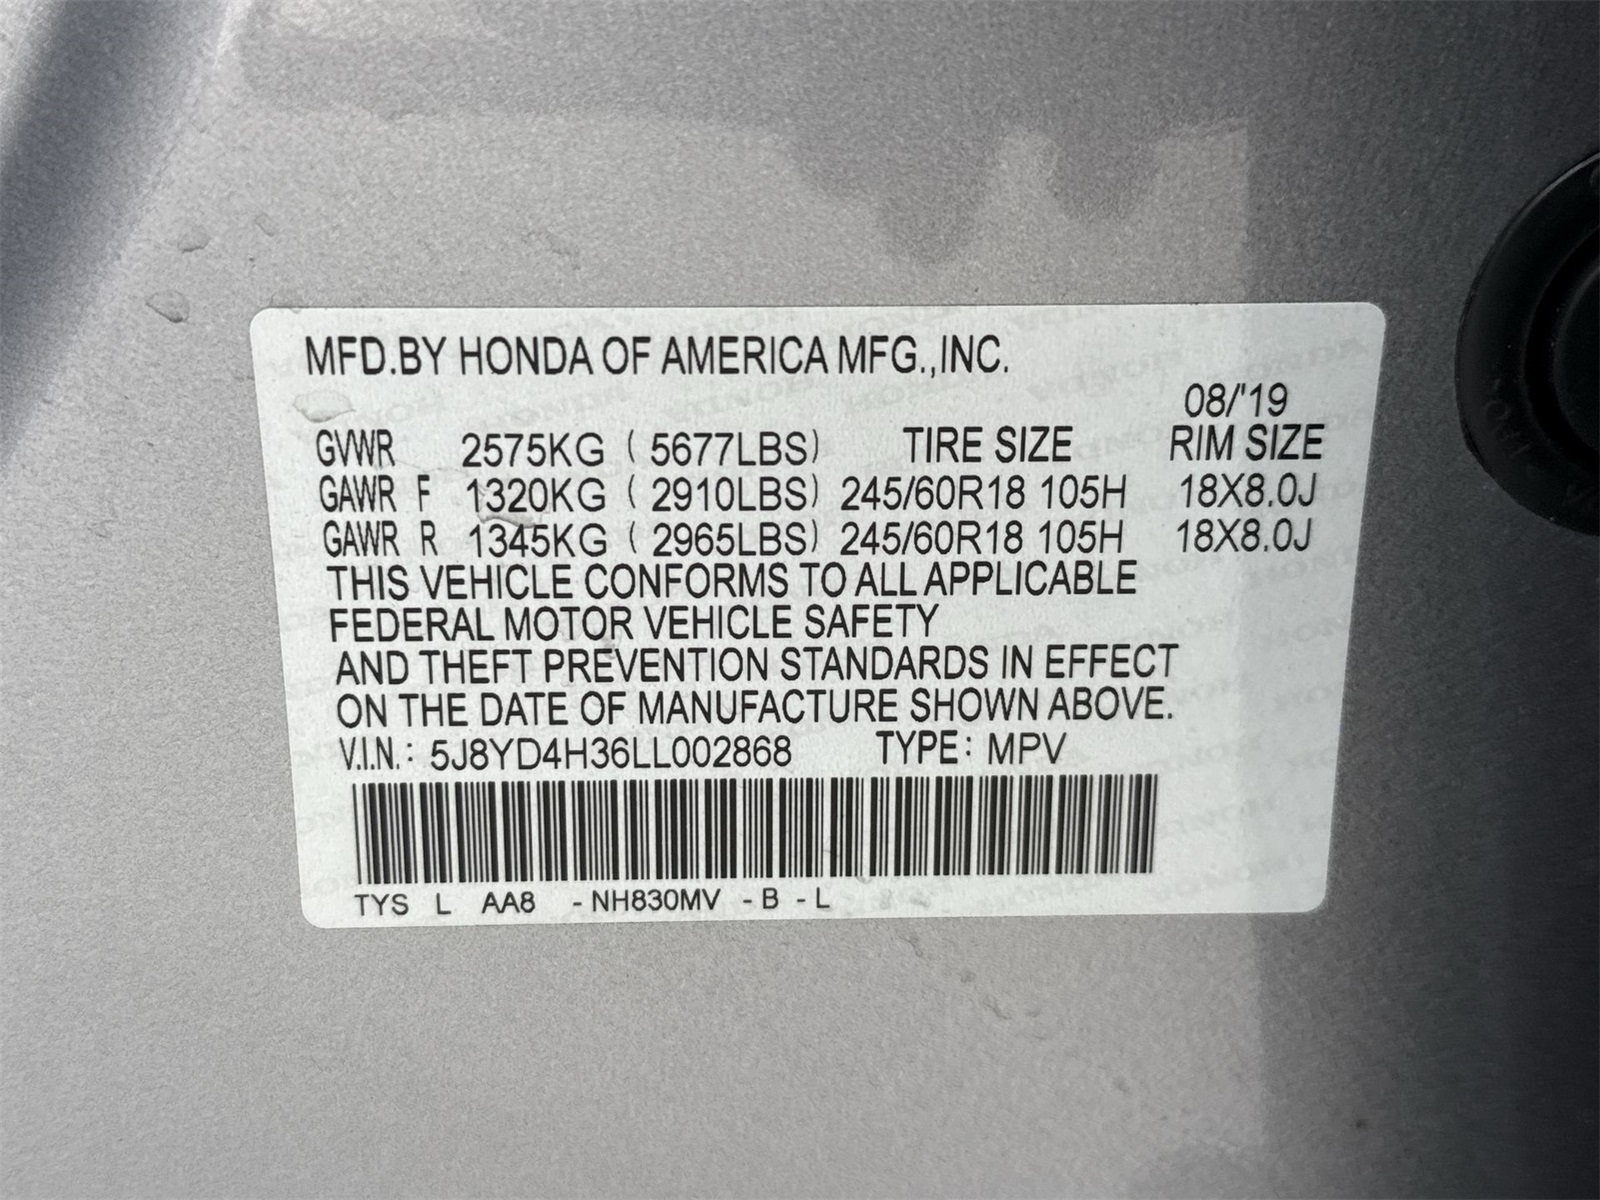 MFD.BY HONDA OF AMERICA MFG.,INC.
08/'19
GVWR 2575KG ( 5677LBS) TIRE SIZE RIM SIZE
GAWR F 1320KG ( 2910LBS) 245/60R18 105H 18X8.0J
GAWR R 1345KG ( 2965LBS) 245/60R18 105H 18X8.0J
THIS VEHICLE CONFORMS TO ALL APPLICABLE
FEDERAL MOTOR VEHICLE SAFETY
AND THEFT PREVENTION STANDARDS IN EFFECT
ON THE DATE OF MANUFACTURE SHOWN ABOVE.
V.I.N.: 5J8YD4H36LL002868 TYPE: MPV
TYS L AA8 -NH830MV -B -L